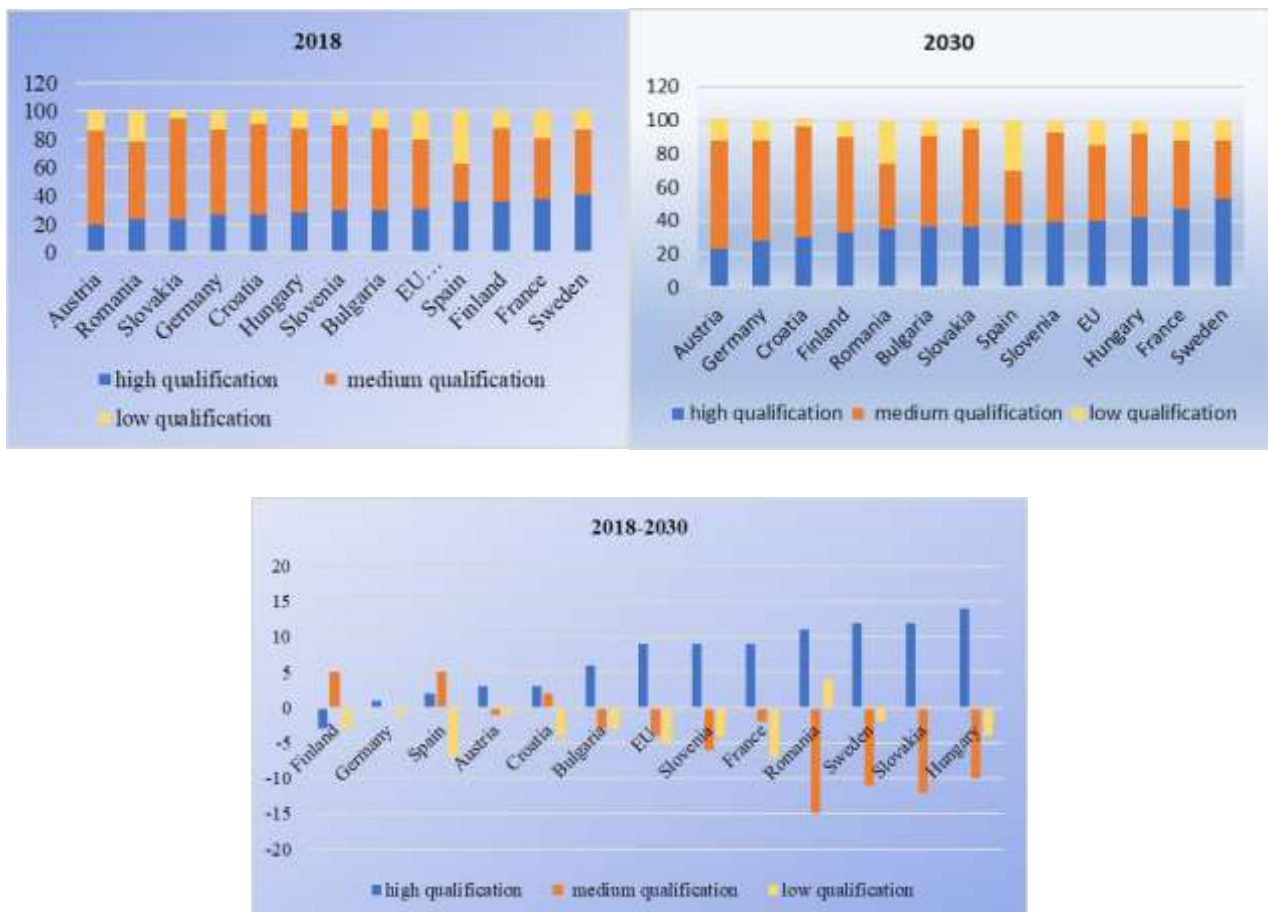 2018
120
100
80
60
40
20
0
Austria
Romania
Slovakia
Germany
Croatia
Hungary
Slovenia
Bulgaria
EU…
Spain
Finland
France
Sweden
high qualification
medium qualification
low qualification
2030
120
100
80
60
40
20
0
Austria
Germany
Croatia
Finland
Romania
Bulgaria
Slovakia
Spain
Slovenia
EU
Hungary
France
Sweden
high qualification
medium qualification
low qualification
2018-2030
20
15
10
5
0
-5
-10
-15
-20
Finland
Germany
Spain
Austria
Croatia
Bulgaria
EU
Slovenia
France
Romania
Sweden
Slovakia
Hungary
high qualification
medium qualification
low qualification